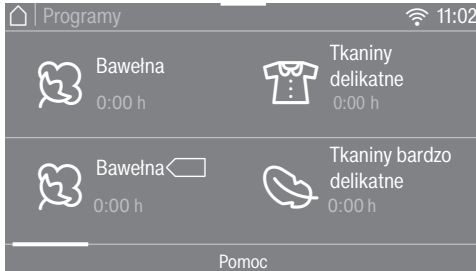 Programy
11:02
Bawełna
0:00 h
Tkaniny
delikatne
0:00 h
Bawełna
0:00 h
Tkaniny bardzo
delikatne
0:00 h
Pomoc